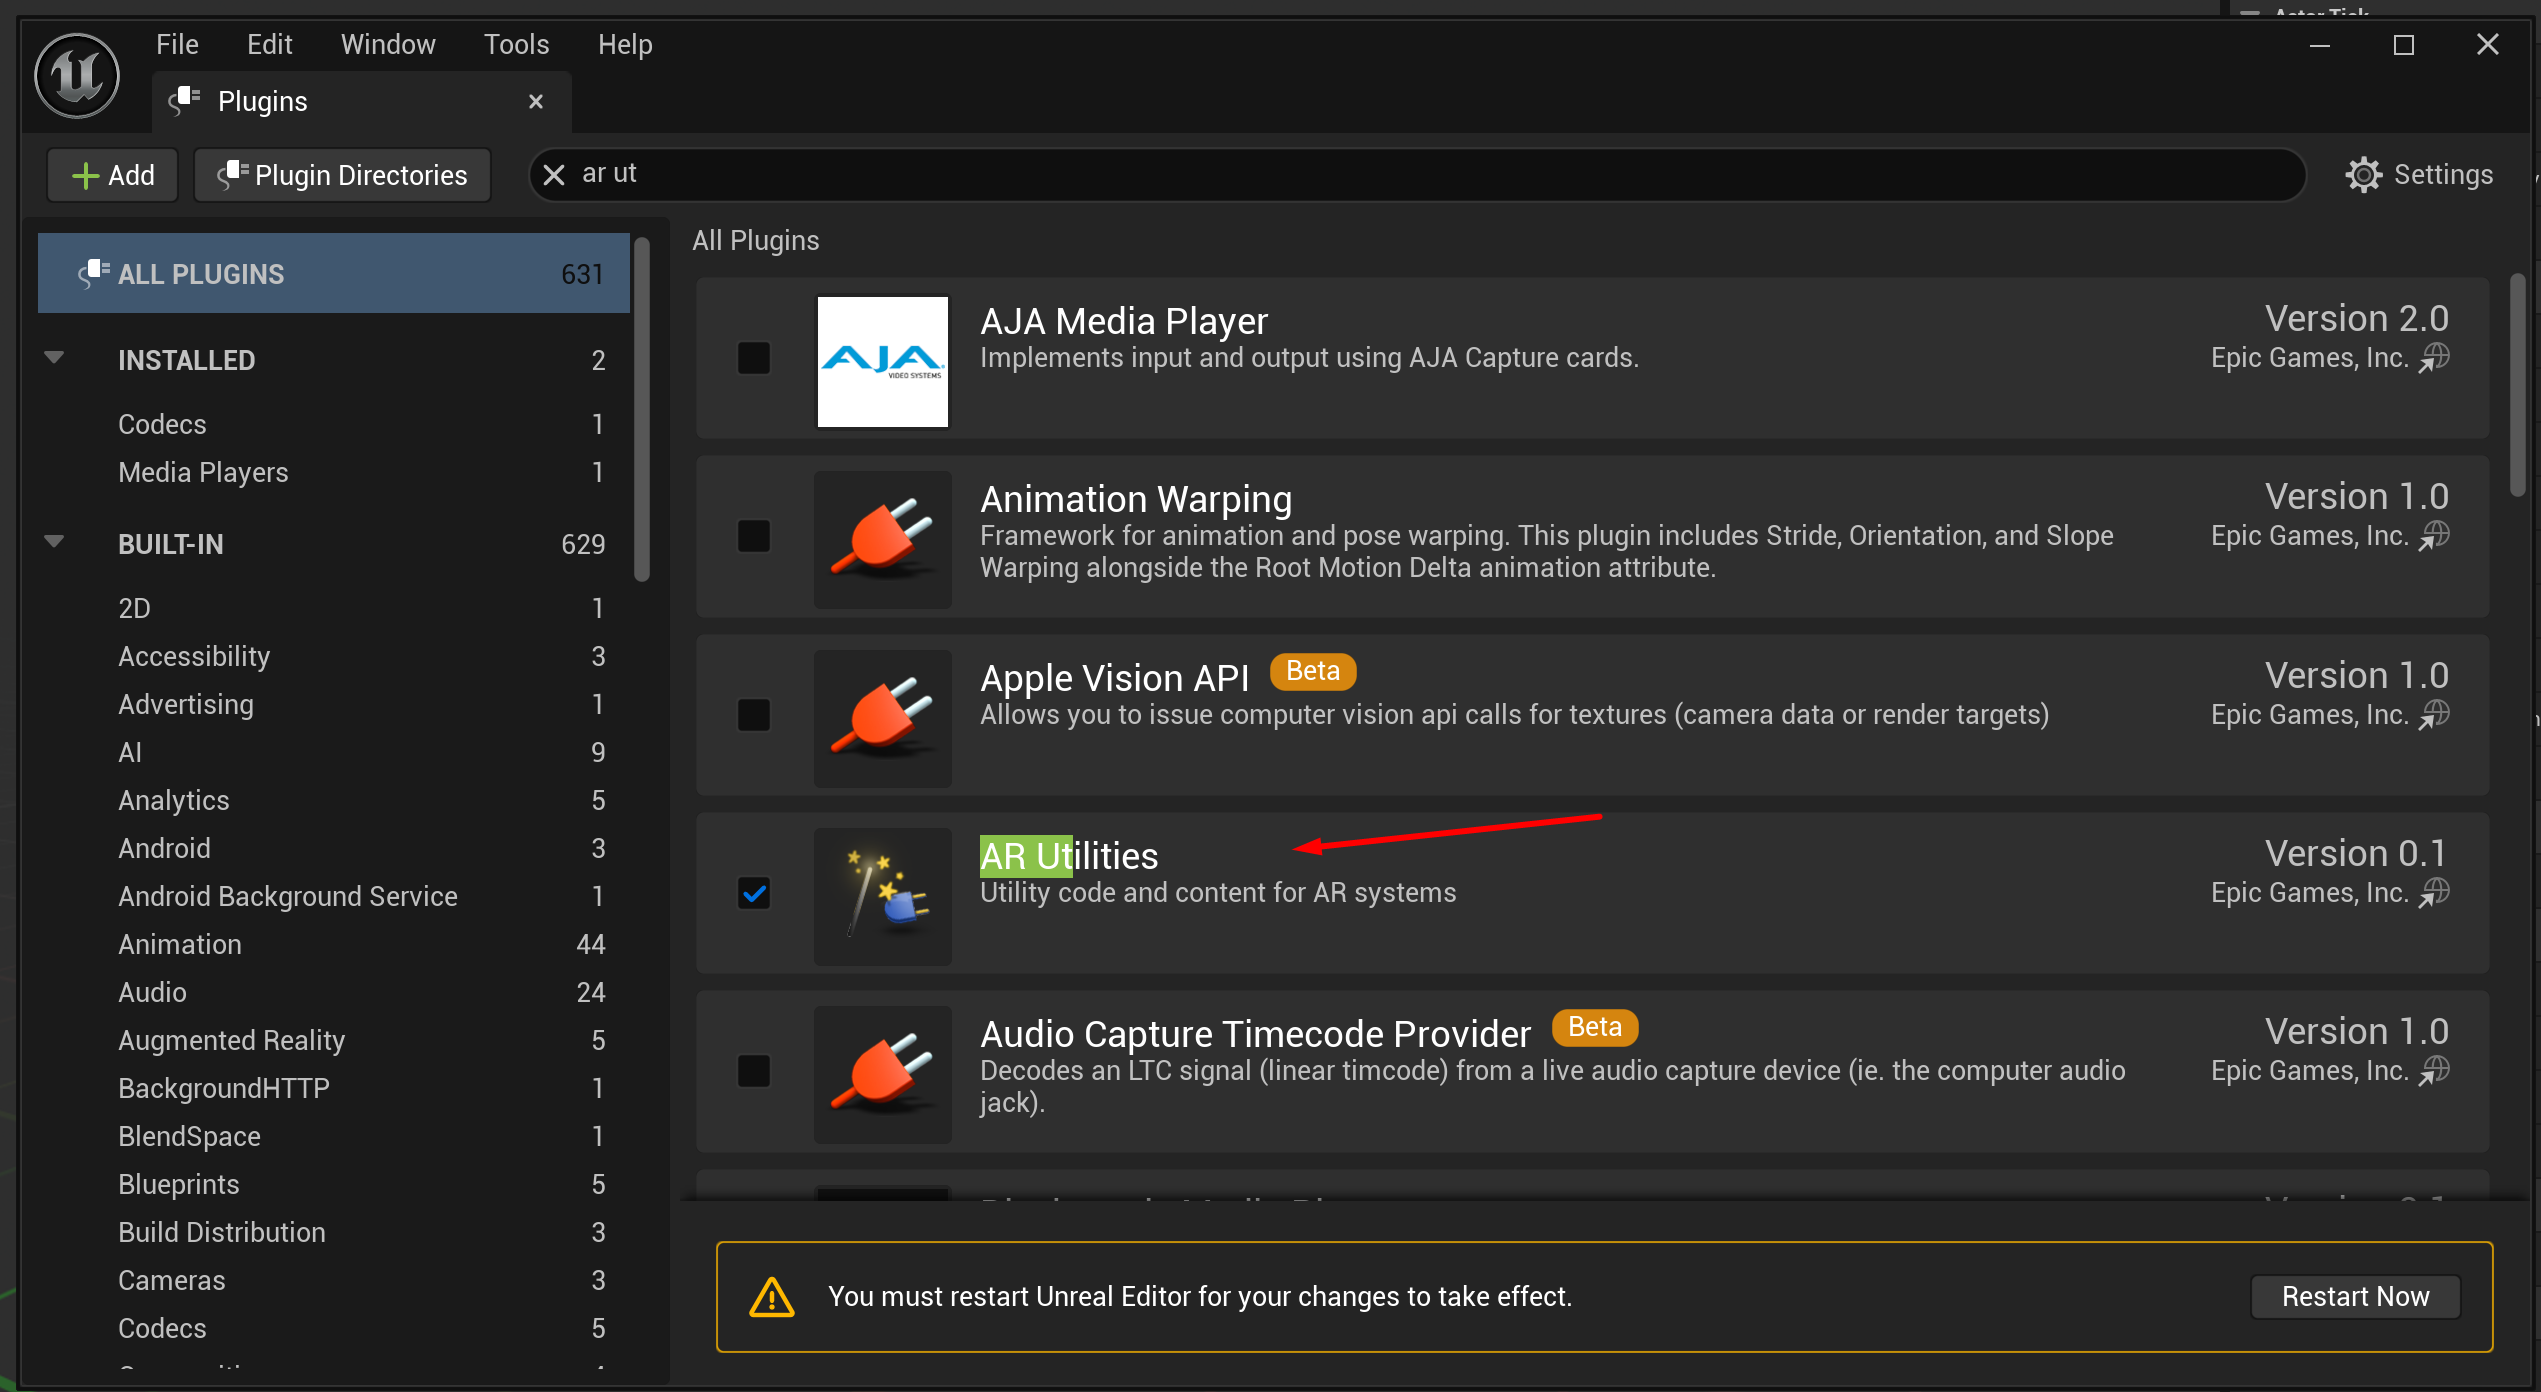 Actor Tick
File Edit Window Tools Help
Plugins
Add Plugin Directories ar ut Settings
ALL PLUGINS 631
INSTALLED 2
Codecs 1
Media Players 1
BUILT-IN 629
2D 1
Accessibility 3
Advertising 1
AI 9
Analytics 5
Android 3
Android Background Service 1
Animation 44
Audio 24
Augmented Reality 5
BackgroundHTTP 1
BlendSpace 1
Blueprints 5
Build Distribution 3
Cameras 3
Codecs 5
All Plugins
AJA VIDEO SYSTEMS
AJA Media Player
Implements input and output using AJA Capture cards.
Version 2.0
Epic Games, Inc.
Animation Warping
Framework for animation and pose warping. This plugin includes Stride, Orientation, and Slope
Warping alongside the Root Motion Delta animation attribute.
Version 1.0
Epic Games, Inc.
Apple Vision API Beta
Allows you to issue computer vision api calls for textures (camera data or render targets)
Version 1.0
Epic Games, Inc.
AR Utilities
Utility code and content for AR systems
Version 0.1
Epic Games, Inc.
Audio Capture Timecode Provider Beta
Decodes an LTC signal (linear timcode) from a live audio capture device (ie. the computer audio
jack).
Version 1.0
Epic Games, Inc.
You must restart Unreal Editor for your changes to take effect.
Restart Now